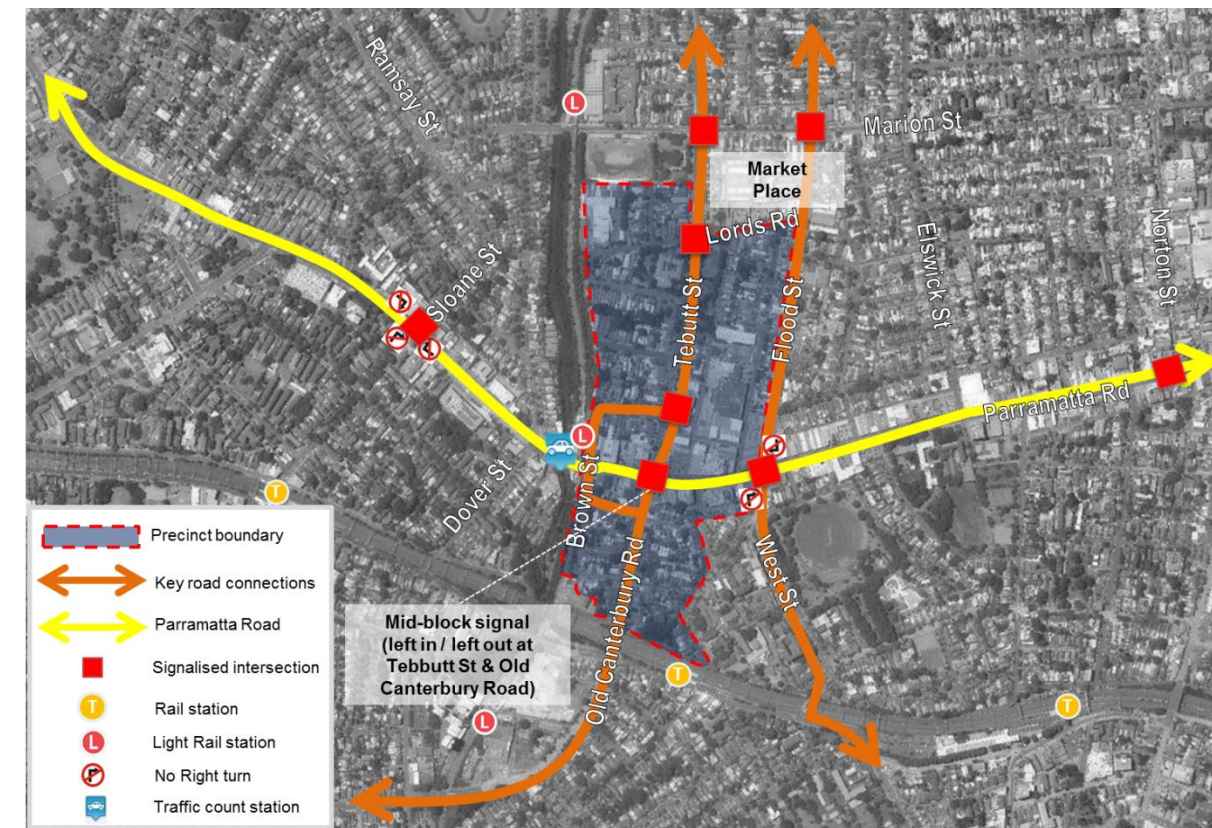 Ramsay St
L
Marion St
Market
Place
Lords Rd
Sloane St
Elswick St
Norton St
Tebutt St
Flood St
Parramatta Rd
L
T
Dover St
Brown St
Old Canterbury Rd
West St
Mid-block signal
(left in / left out at
Tebbutt St & Old
Canterbury Road)
T
T
L
Precinct boundary
Key road connections
Parramatta Road
Signalised intersection
T Rail station
L Light Rail station
No Right turn
Traffic count station